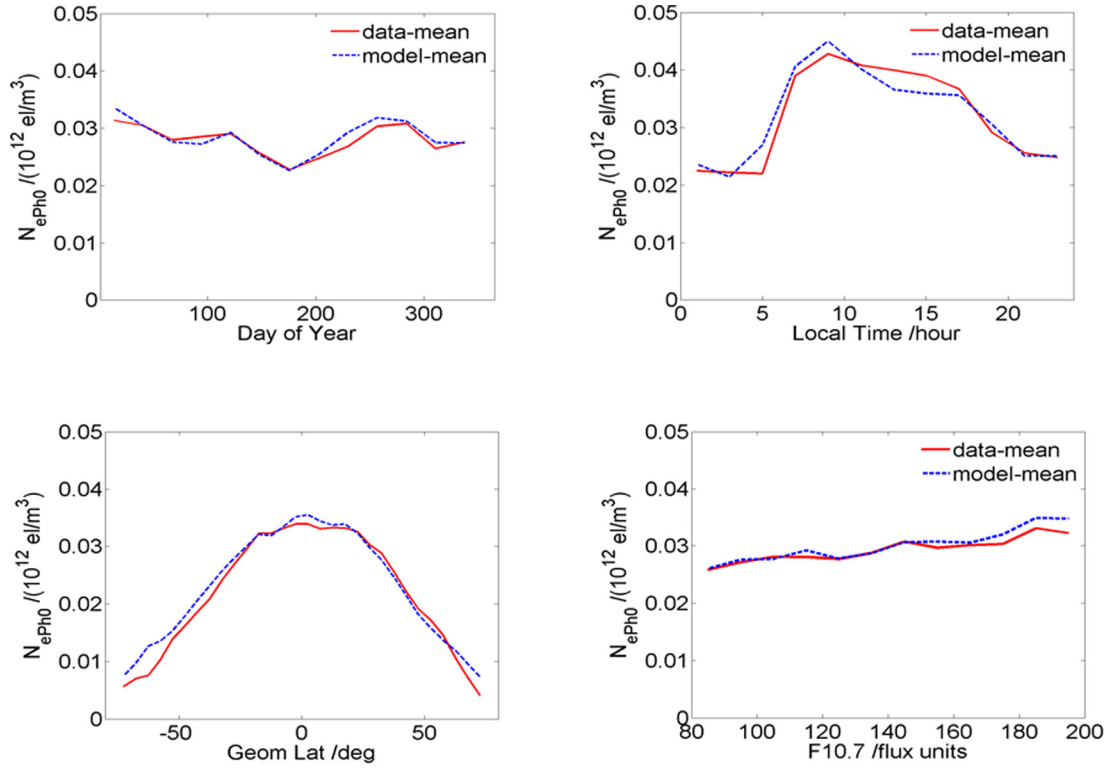 0.05
0.04
0.03
0.02
0.01
0
N_ePh0 /(10^12 el/m^3)
data-mean
model-mean
100 200 300
Day of Year
0.05
0.04
0.03
0.02
0.01
0
N_ePh0 /(10^12 el/m^3)
data-mean
model-mean
0 5 10 15 20
Local Time /hour
0.05
0.04
0.03
0.02
0.01
0
N_ePh0 /(10^12 el/m^3)
-50 0 50
Geom Lat /deg
0.05
0.04
0.03
0.02
0.01
0
N_ePh0 /(10^12 el/m^3)
data-mean
model-mean
80 100 120 140 160 180 200
F10.7 /flux units